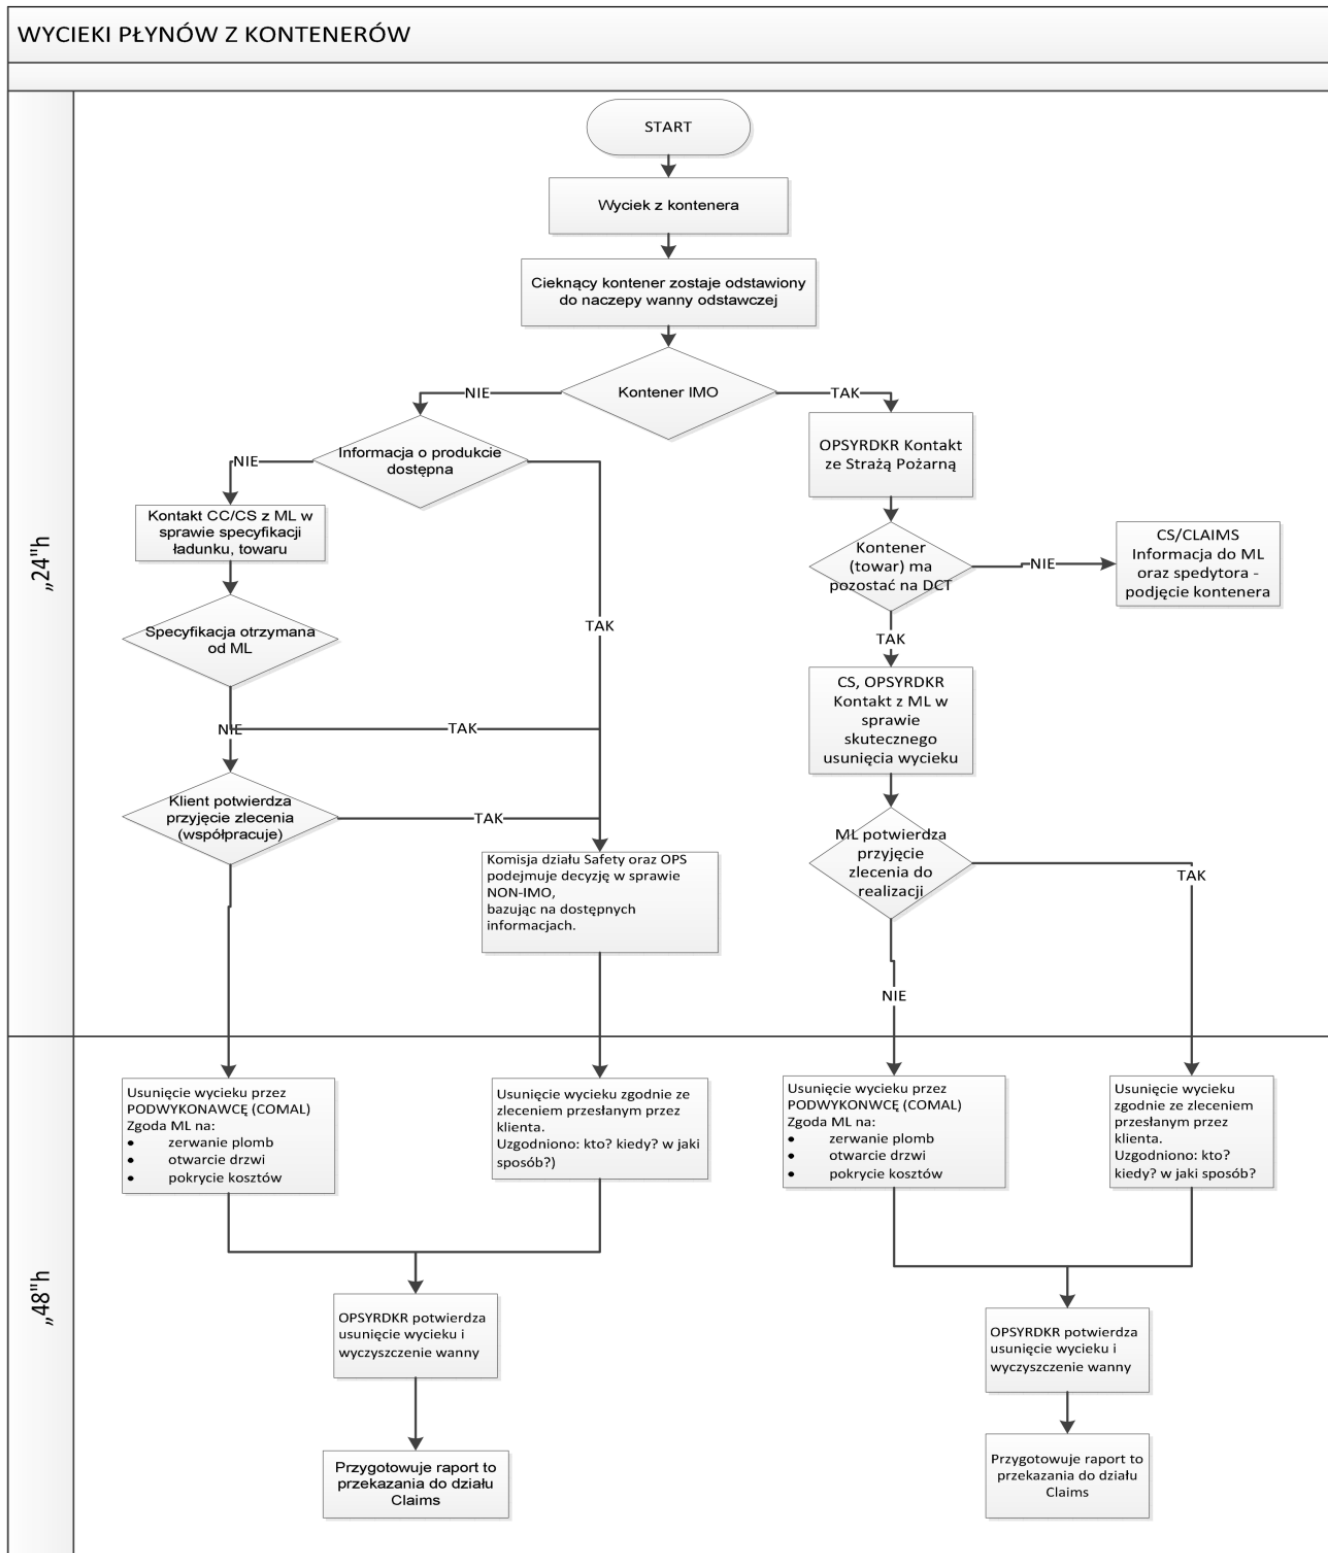 WYCIEKI PŁYNÓW Z KONTENERÓW
„24"h
START
Wyciek z kontenera
Cieknący kontener zostaje odstawiony
do naczepy wanny odstawczej
Kontener IMO
NIE
TAK
Informacja o produkcie
dostępna
NIE
TAK
Kontakt CC/CS z ML w
sprawie specyfikacji
ładunku, towaru
Specyfikacja otrzymana
od ML
NIE
TAK
Klient potwierdza
przyjęcie zlecenia
(współpracuje)
TAK
Komisja działu Safety oraz OPS
podejmuje decyzję w sprawie
NON-IMO,
bazując na dostępnych
informacjach.
OPSYRDKR Kontakt
ze Strażą Pożarną
Kontener
(towar) ma
pozostać na DCT
NIE
CS/CLAIMS
Informacja do ML
oraz spedytora -
podjęcie kontenera
TAK
CS, OPSYRDKR
Kontakt z ML w
sprawie
skutecznego
usunięcia wycieku
ML potwierdza
przyjęcie
zlecenia do
realizacji
TAK
NIE
„48"h
Usunięcie wycieku przez
PODWYKONAWCĘ (COMAL)
Zgoda ML na:
• zerwanie plomb
• otwarcie drzwi
• pokrycie kosztów
Usunięcie wycieku zgodnie ze
zleceniem przesłanym przez
klienta.
Uzgodniono: kto? kiedy? w jaki
sposób?)
Usunięcie wycieku przez
PODWYKONWCĘ (COMAL)
Zgoda ML na:
• zerwanie plomb
• otwarcie drzwi
• pokrycie kosztów
Usunięcie wycieku
zgodnie ze zleceniem
przesłanym przez
klienta.
Uzgodniono: kto?
kiedy? w jaki sposób?
OPSYRDKR potwierdza
usunięcie wycieku i
wyczyszczenie wanny
Przygotowuje raport to
przekazania do działu
Claims
OPSYRDKR potwierdza
usunięcie wycieku i
wyczyszczenie wanny
Przygotowuje raport to
przekazania do działu
Claims